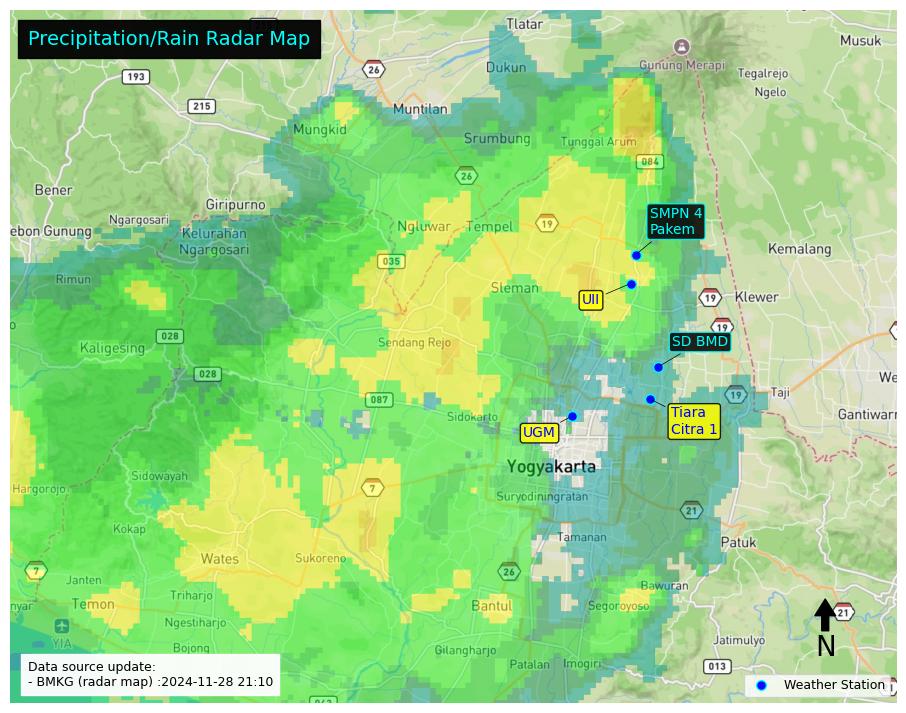 Precipitation/Rain Radar Map
Tlatar
Musuk
26
Dukun
Gunung Merapi
193
Tegalrejo
Ngelo
215
Muntilan
Mungkid
Srumbung
Tunggal Arum
084
26
Bener
Giripurno
Ngargosari
SMPN 4
Pakem
ebon Gunung
Kelurahan
Ngargosari
Ngluwar
Tempel
19
Kemalang
035
Rimun
Sleman
UII
19
Klewer
19
028
Kaligesing
Sendang Rejo
SD BMD
028
We
087
19
Taji
Sidokarto
Tiara
Citra 1
Gantiwarn
UGM
Yogyakarta
Sidowayah
Hargorojo
7
Suryodiningratan
21
Kokap
Tamanan
Patuk
Wates
Sukoreno
7
Janten
26
Bawuran
nyar
Temon
Triharjo
Bantul
Segoroyoso
21
Ngestiharjo
YIA
Jatimulyo
N
Bojong
Gilangharjo
Patalan
Imogiri
013
Data source update:
- BMKG (radar map) :2024-11-28 21:10
Weather Station